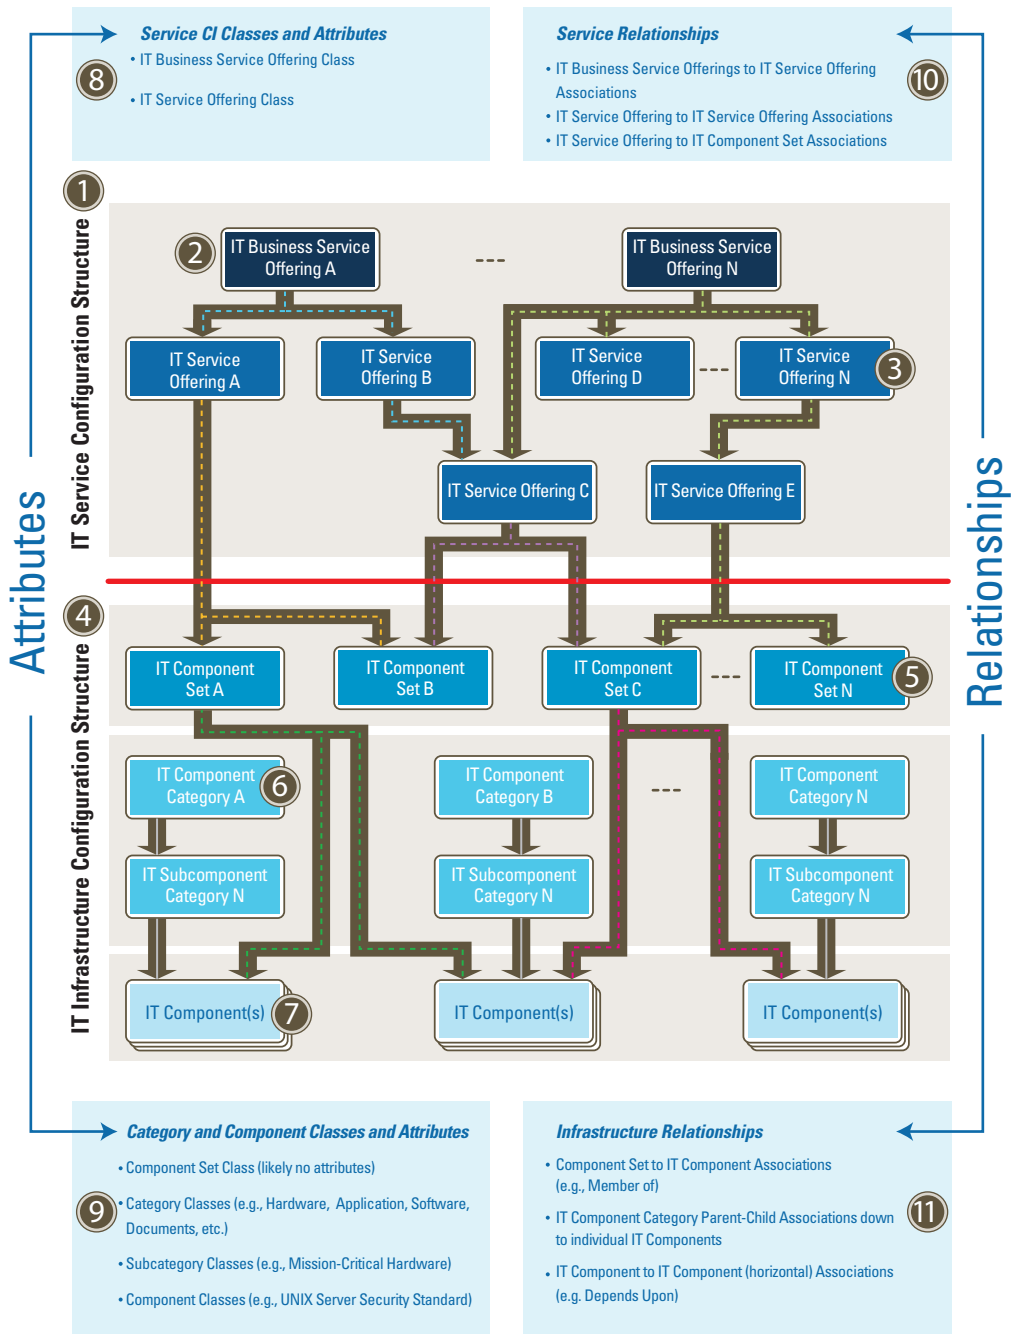 Service CI Classes and Attributes
• IT Business Service Offering Class
• IT Service Offering Class
8
Service Relationships
• IT Business Service Offerings to IT Service Offering
Associations
• IT Service Offering to IT Service Offering Associations
• IT Service Offering to IT Component Set Associations
10
1
IT Service Configuration Structure
2
IT Business Service
Offering A
---
IT Business Service
Offering N
IT Service
Offering A
IT Service
Offering B
IT Service
Offering D
----
IT Service
Offering N
3
IT Service Offering C
IT Service Offering E
Attributes
Relationships
4
IT Infrastructure Configuration Structure
IT Component
Set A
IT Component
Set B
IT Component
Set C
----
IT Component
Set N
5
IT Component
Category A
6
IT Component
Category B
---
IT Component
Category N
IT Subcomponent
Category N
IT Subcomponent
Category N
IT Subcomponent
Category N
IT Component(s)
7
IT Component(s)
IT Component(s)
Category and Component Classes and Attributes
• Component Set Class (likely no attributes)
9
• Category Classes (e.g., Hardware, Application, Software,
Documents, etc.)
• Subcategory Classes (e.g., Mission-Critical Hardware)
• Component Classes (e.g., UNIX Server Security Standard)
Infrastructure Relationships
• Component Set to IT Component Associations
(e.g., Member of)
• IT Component Category Parent-Child Associations down
to individual IT Components
11
• IT Component to IT Component (horizontal) Associations
(e.g. Depends Upon)